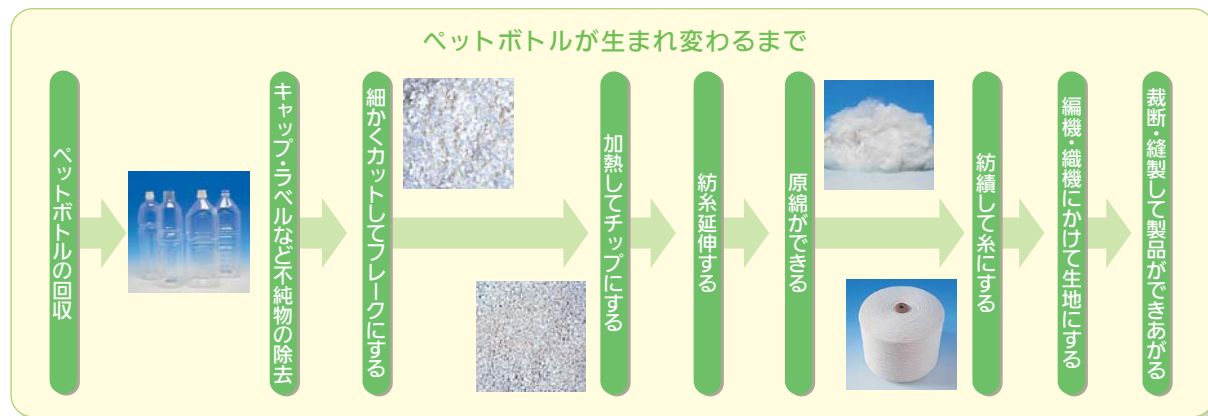 ペットボトルが生まれ変わるまで
ペットボトルの回収
キャップ・ラベルなど不純物の除去
細かくカットしてフレークにする
加熱してチップにする
紡糸延伸する
原綿ができる
紡績して糸にする
編機・織機にかけて生地にする
裁断・縫製して製品ができあがる